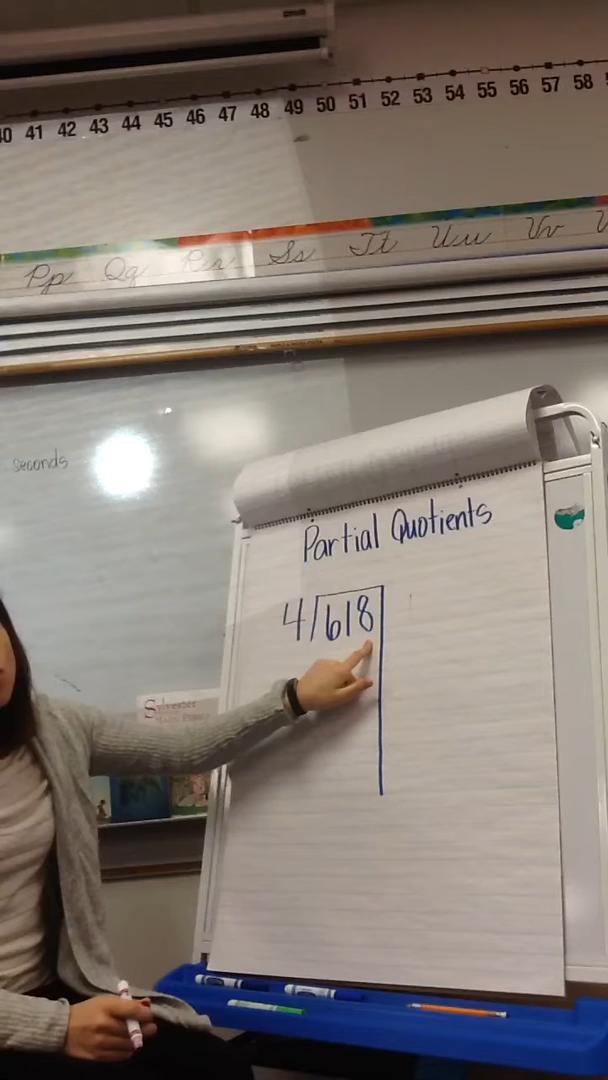 40 41 42 43 44 45 46 47 48 49 50 51 52 53 54 55 56 57 58
Pp Qq Rr Ss Tt Uu Vv
seconds
Partial Quotients
4 618
Sylvester